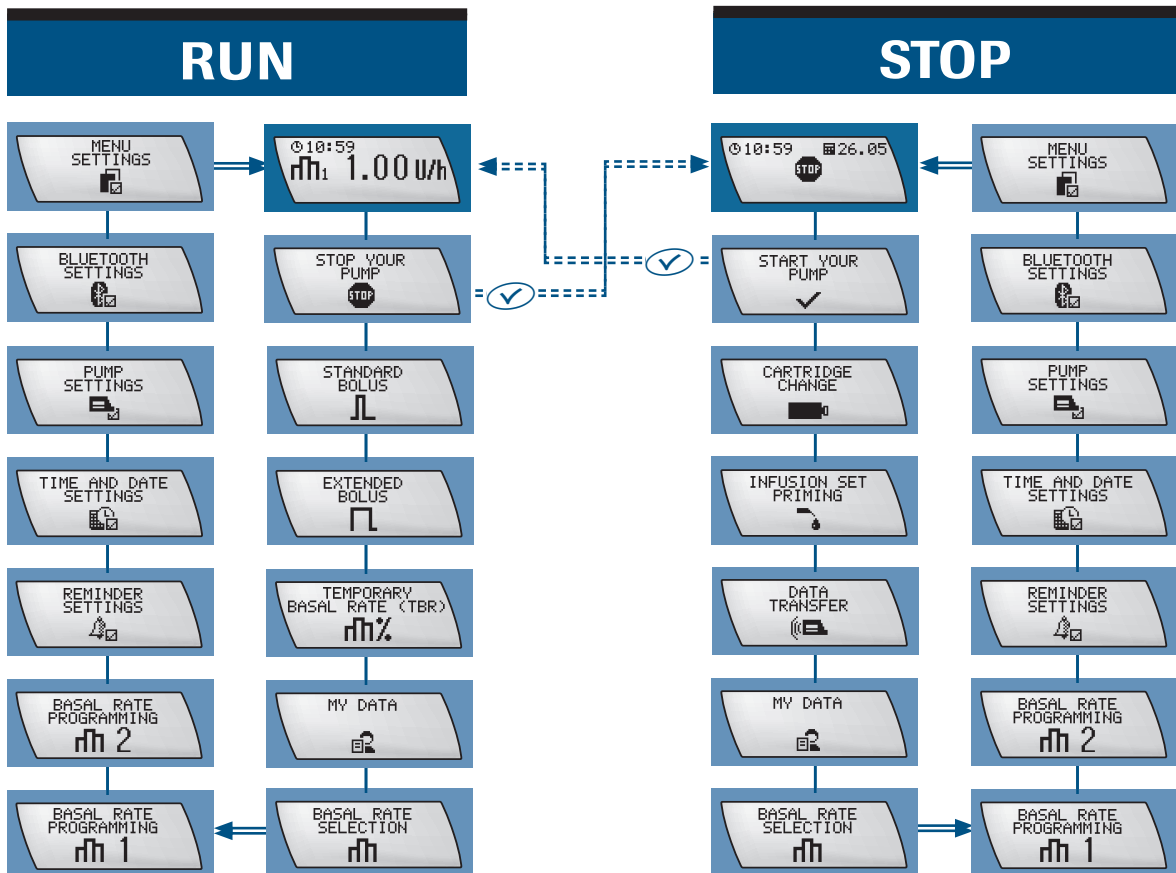 RUN
STOP
MENU
SETTINGS
10:59
1 1.00 U/h
10:59 26.05
STOP
MENU
SETTINGS
BLUETOOTH
SETTINGS
STOP YOUR
PUMP
STOP
START YOUR
PUMP
BLUETOOTH
SETTINGS
PUMP
SETTINGS
STANDARD
BOLUS
CARTRIDGE
CHANGE
PUMP
SETTINGS
TIME AND DATE
SETTINGS
EXTENDED
BOLUS
INFUSION SET
PRIMING
TIME AND DATE
SETTINGS
REMINDER
SETTINGS
TEMPORARY
BASAL RATE (TBR)
%
DATA
TRANSFER
REMINDER
SETTINGS
BASAL RATE
PROGRAMMING
2
MY DATA
MY DATA
BASAL RATE
PROGRAMMING
2
BASAL RATE
PROGRAMMING
1
BASAL RATE
SELECTION
BASAL RATE
SELECTION
BASAL RATE
PROGRAMMING
1